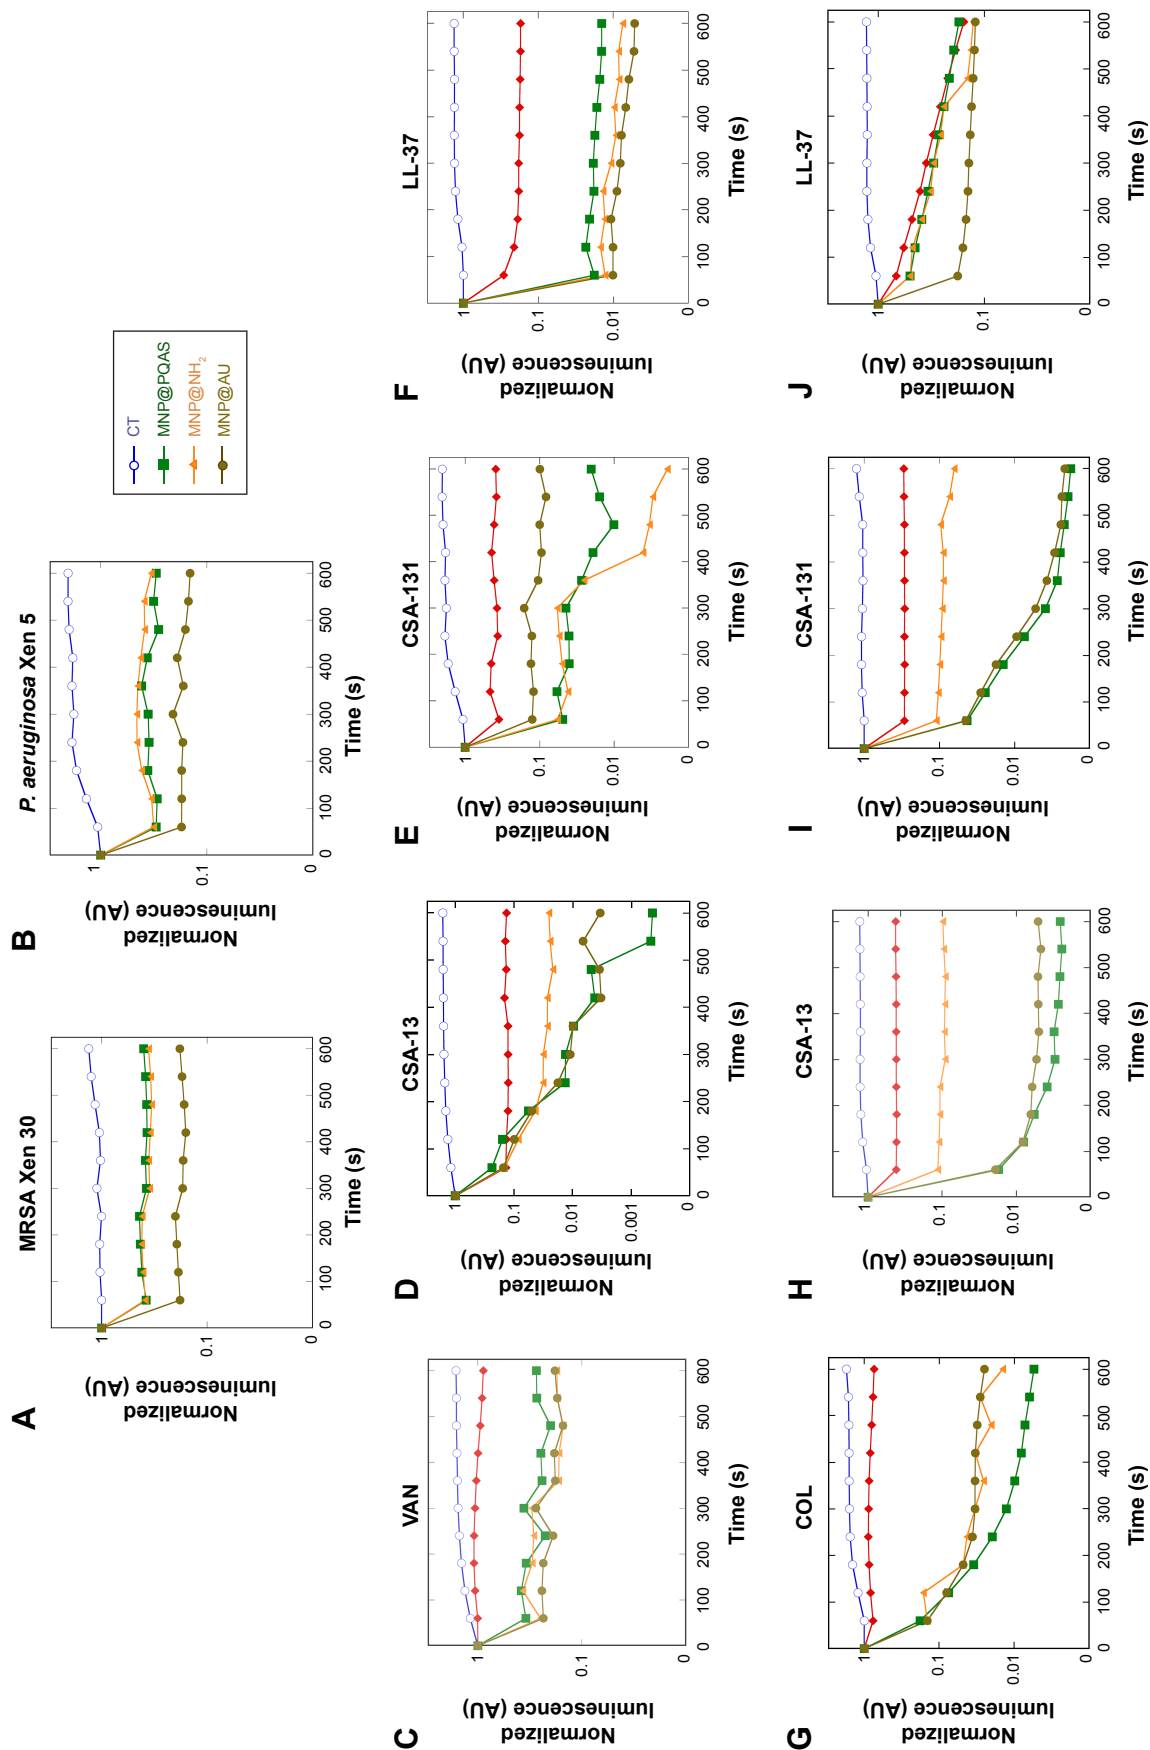 A
MRSA Xen 30
Normalized
luminescence (AU)
1
0.1
0
0 100 200 300 400 500 600
Time (s)
B
P. aeruginosa Xen 5
Normalized
luminescence (AU)
1
0.1
0
0 100 200 300 400 500 600
Time (s)
CT
MNP@PQAS
MNP@NH2
MNP@AU
C
VAN
Normalized
luminescence (AU)
1
0.1
0
0 100 200 300 400 500 600
Time (s)
D
CSA-13
Normalized
luminescence (AU)
1
0.1
0.01
0.001
0
0 100 200 300 400 500 600
Time (s)
E
CSA-131
Normalized
luminescence (AU)
1
0.1
0.01
0
0 100 200 300 400 500 600
Time (s)
F
LL-37
Normalized
luminescence (AU)
1
0.1
0.01
0
0 100 200 300 400 500 600
Time (s)
G
COL
Normalized
luminescence (AU)
1
0.1
0.01
0
0 100 200 300 400 500 600
Time (s)
H
CSA-13
Normalized
luminescence (AU)
1
0.1
0.01
0
0 100 200 300 400 500 600
Time (s)
I
CSA-131
Normalized
luminescence (AU)
1
0.1
0.01
0
0 100 200 300 400 500 600
Time (s)
J
LL-37
Normalized
luminescence (AU)
1
0.1
0
0 100 200 300 400 500 600
Time (s)